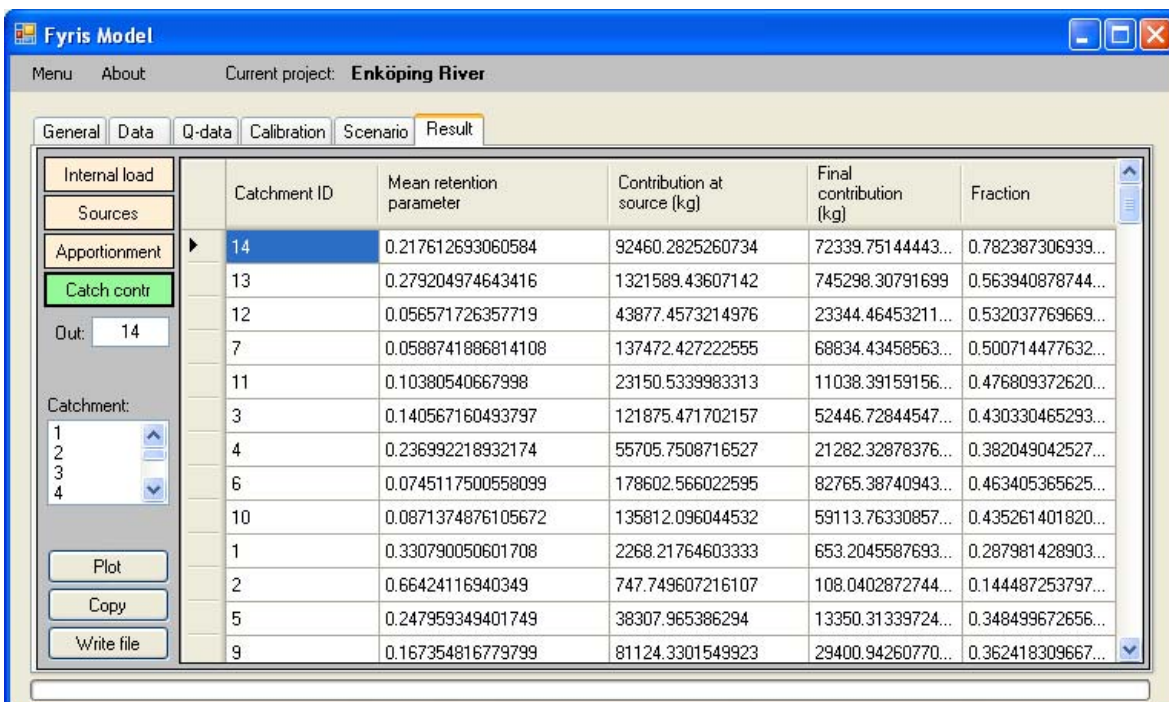 Fyris Model
Menu About Current project: Enköping River
General Data Q-data Calibration Scenario Result
Internal load
Sources
Apportionment
Catch contr
Out: 14
Catchment:
1
2
3
4
Plot
Copy
Write file
Catchment ID Mean retention parameter Contribution at source (kg) Final contribution (kg) Fraction
14 0.217612693060584 92460.2825260734 72339.75144443... 0.782387306939...
13 0.279204974643416 1321589.43607142 745298.30791699 0.563940878744...
12 0.056571726357719 43877.4573214976 23344.46453211... 0.532037769669...
7 0.0588741886814108 137472.427222555 68834.43458563... 0.500714477632...
11 0.10380540667998 23150.5339983313 11038.39159156... 0.476809372620...
3 0.140567160493797 121875.471702157 52446.72844547... 0.430330465293...
4 0.236992218932174 55705.7508716527 21282.32878376... 0.382049042527...
6 0.0745117500558099 178602.566022595 82765.38740943... 0.463405365625...
10 0.0871374876105672 135812.096044532 59113.76330857... 0.435261401820...
1 0.330790050601708 2268.21764603333 653.2045587693... 0.287981428903...
2 0.66424116940349 747.749607216107 108.0402872744... 0.144487253797...
5 0.247959349401749 38307.965386294 13350.31339724... 0.348499672656...
9 0.167354816779799 81124.3301549923 29400.94260770... 0.362418309667...